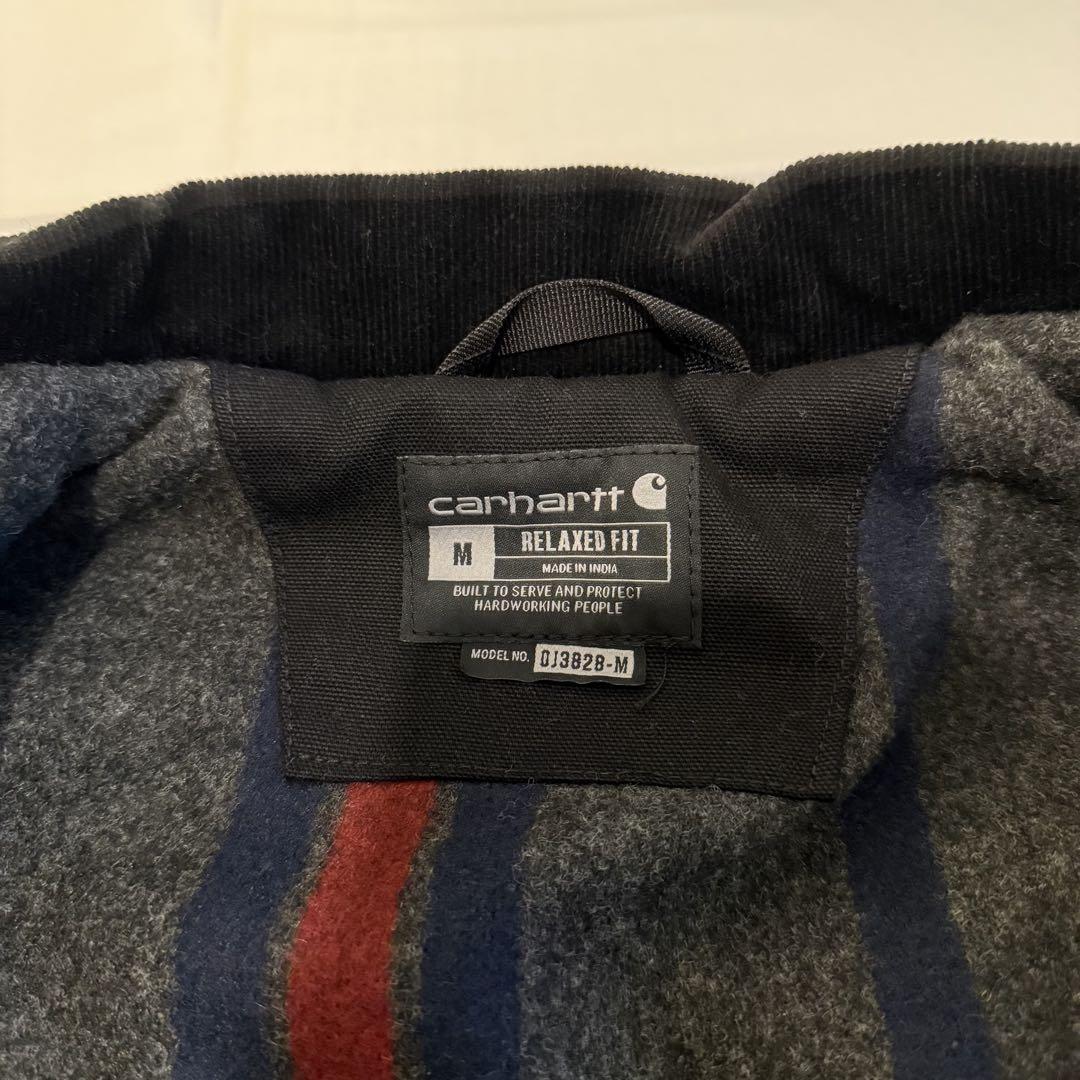 carhartt
M RELAXED FIT
MADE IN INDIA
BUILT TO SERVE AND PROTECT
HARDWORKING PEOPLE
MODEL NO. OJ3828-M